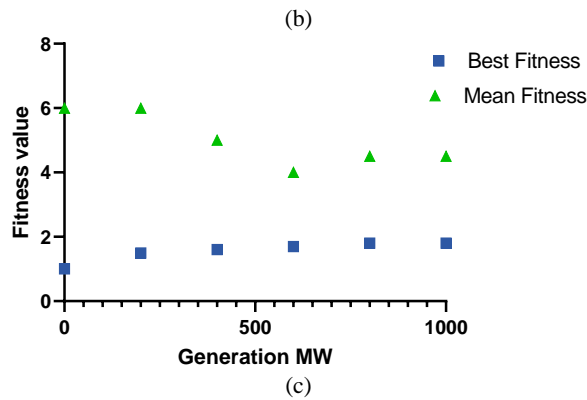 (b)
8
6
4
2
0
Fitness value
Best Fitness
Mean Fitness
0
500
1000
Generation MW
(c)